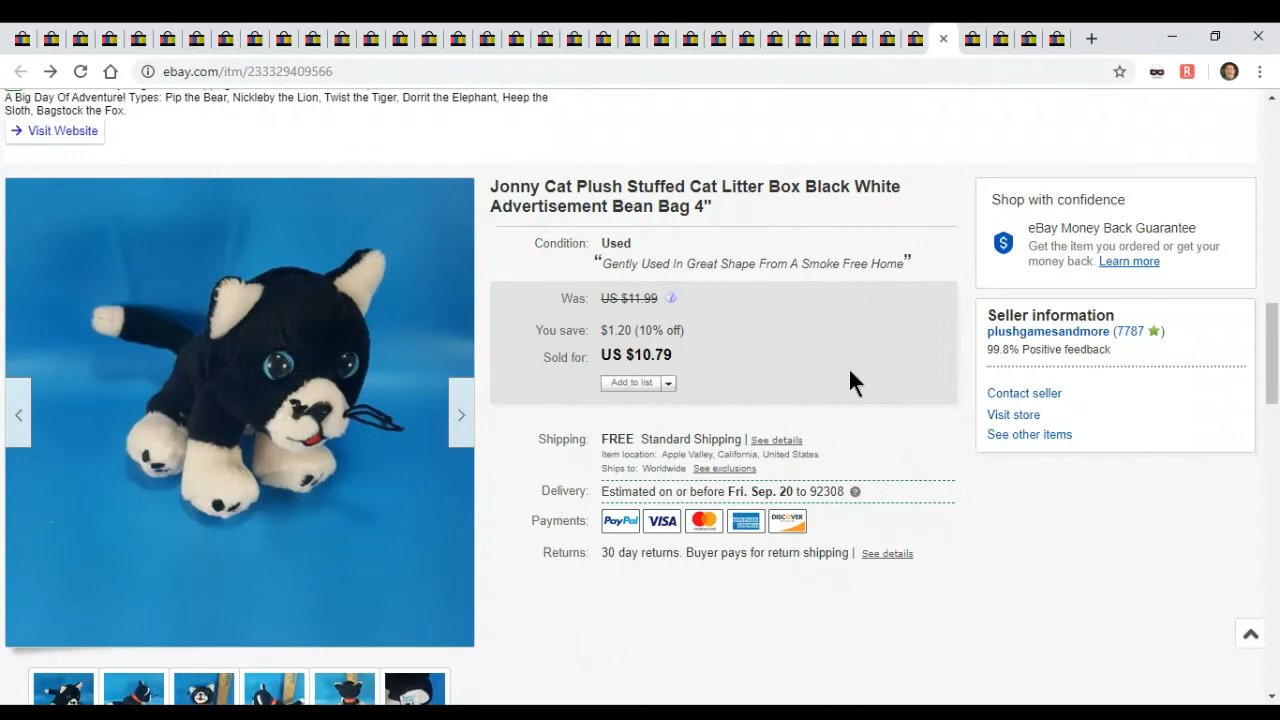 ebay.com/itm/233329409566
R
A Big Day Of Adventure! Types: Pip the Bear, Nickleby the Lion, Twist the Tiger, Dorrit the Elephant, Heep the
Sloth, Bagstock the Fox.
Visit Website
Jonny Cat Plush Stuffed Cat Litter Box Black White
Advertisement Bean Bag 4"
Condition: Used
“Gently Used In Great Shape From A Smoke Free Home”
Was: US $11.99 ?
You save: $1.20 (10% off)
Sold for: US $10.79
Add to list
Shipping: FREE Standard Shipping | See details
Item location: Apple Valley, California, United States
Ships to: Worldwide See exclusions
Delivery: Estimated on or before Fri. Sep. 20 to 92308 ?
Payments: PayPal VISA MasterCard AMERICAN EXPRESS DISCOVER
Returns: 30 day returns. Buyer pays for return shipping | See details
Shop with confidence
eBay Money Back Guarantee
Get the item you ordered or get your
money back. Learn more
Seller information
plushgamesandmore (7787 )
99.8% Positive feedback
Contact seller
Visit store
See other items